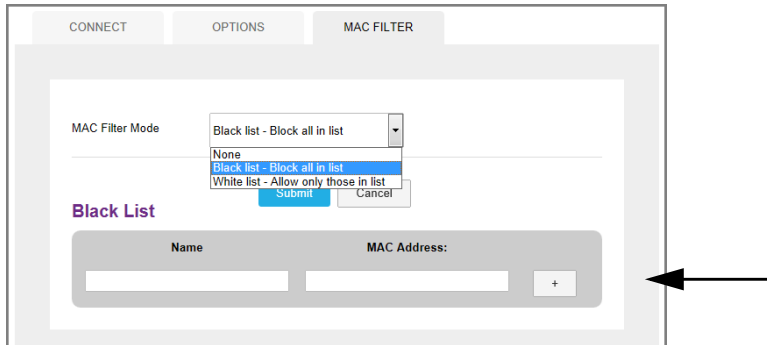 CONNECT OPTIONS MAC FILTER
MAC Filter Mode Black list - Block all in list
None
Black list - Block all in list
White list - Allow only those in list
Submit Cancel
Black List
Name MAC Address:
+